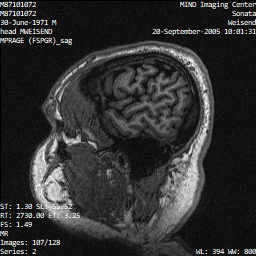 M87101072
M87101072
30-June-1971 M
head MWEISEND
MPRAGE (FSPGR)_sag
MIND Imaging Center
Sonata
Weisend
20-September-2005 10:01:31
ST: 1.30 SL:
RT: 2730.00 ET: 3.25
FS: 1.49
MR
Images: 107/128
Series: 2
WL: 394 WW: 800